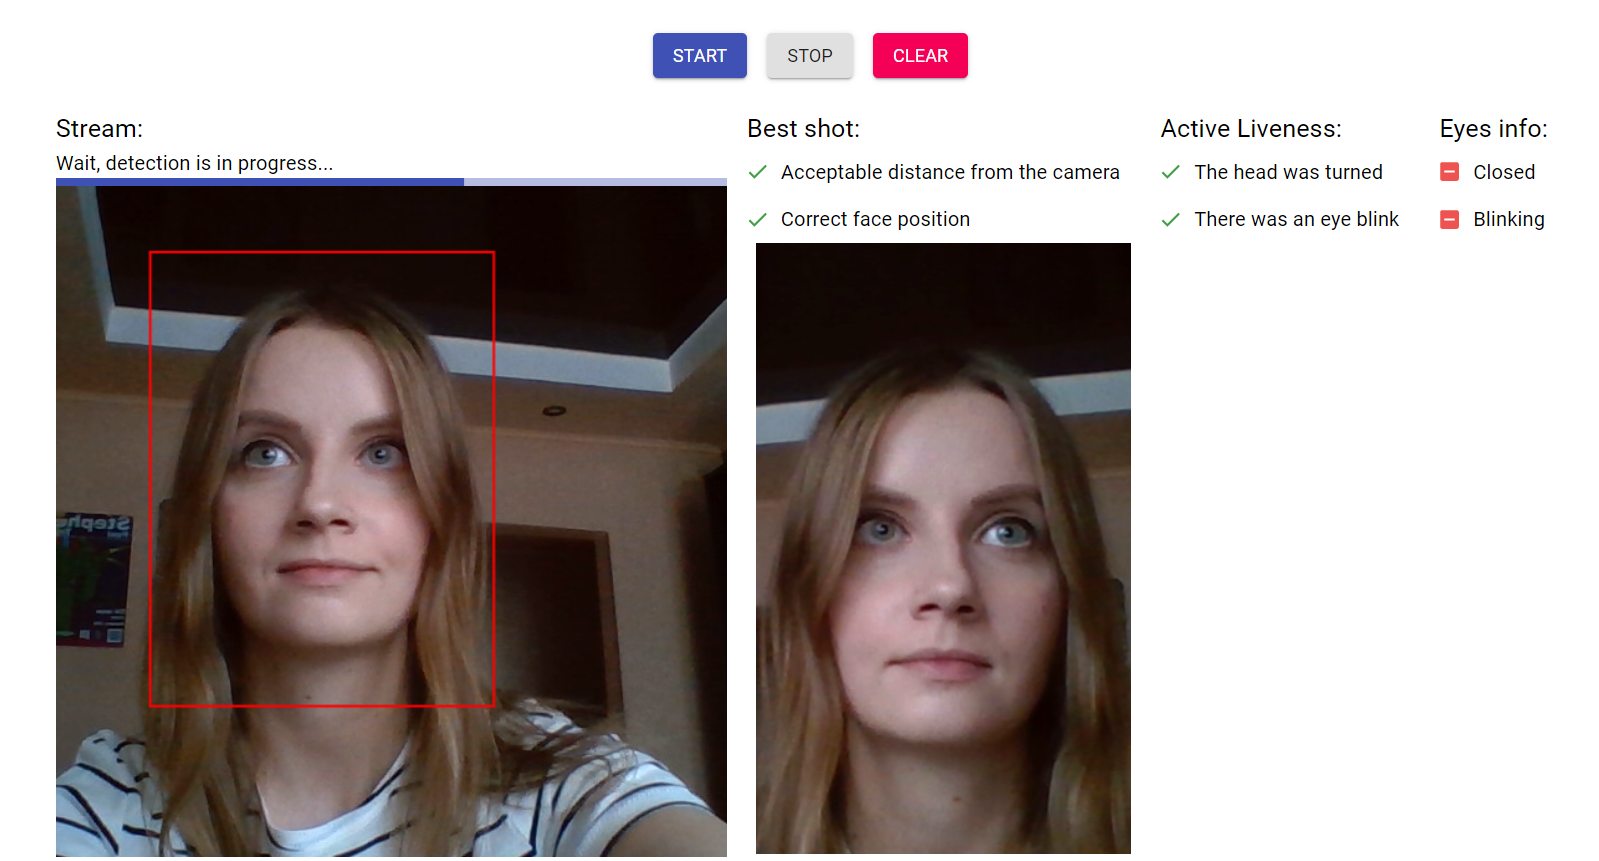 START
STOP
CLEAR
Stream:
Wait, detection is in progress...
Best shot:
Acceptable distance from the camera
Correct face position
Active Liveness:
The head was turned
There was an eye blink
Eyes info:
Closed
Blinking
Steph